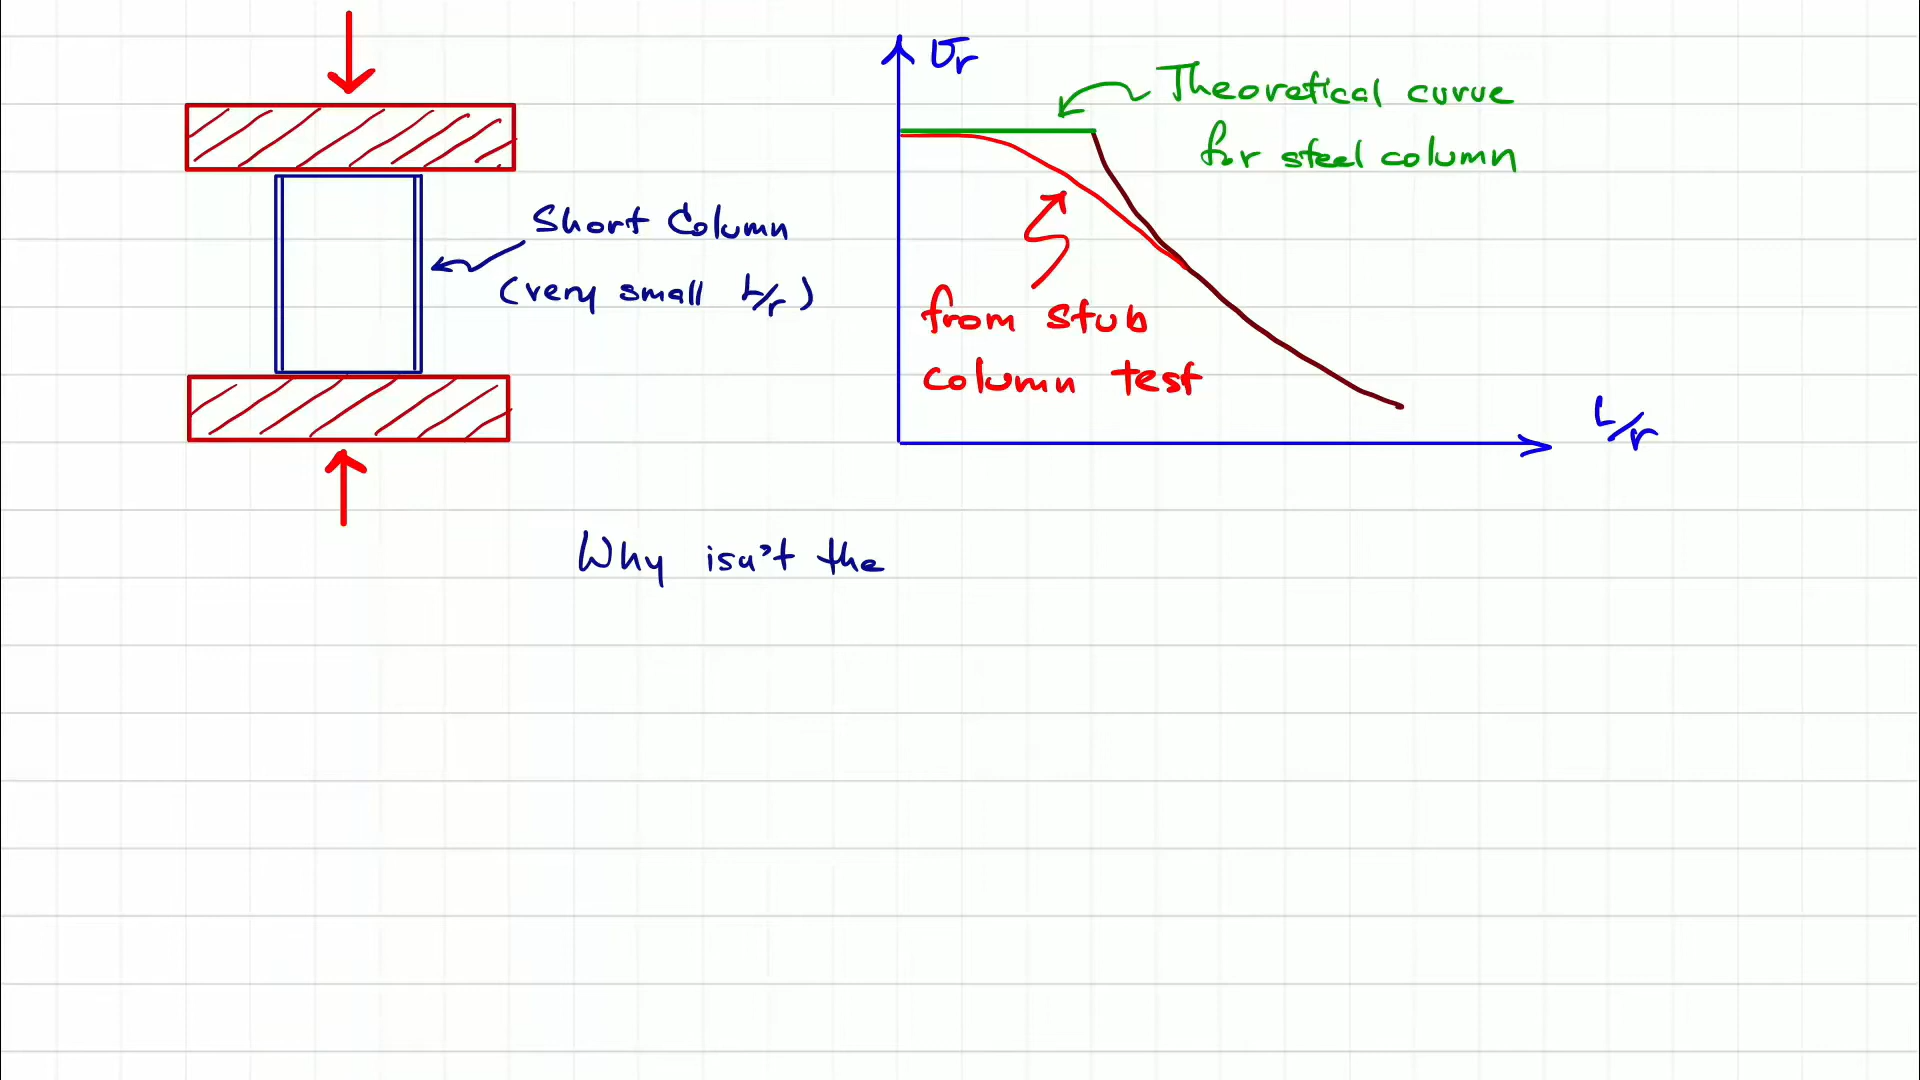 σr
Theoretical curve
for steel column
Short Column
(very small L/r)
from stub
column test
L/r
Why isn't the